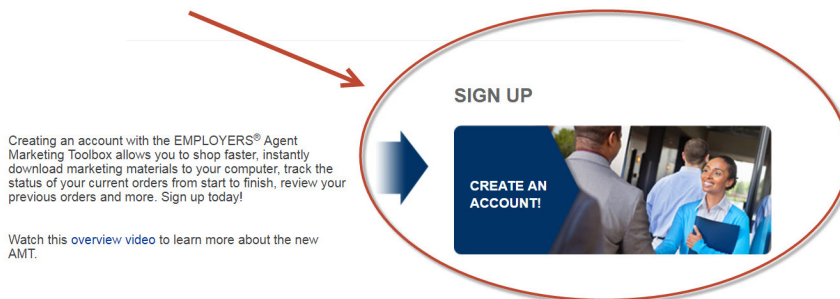 SIGN UP
Creating an account with the EMPLOYERS® Agent
Marketing Toolbox allows you to shop faster, instantly
download marketing materials to your computer, track the
status of your current orders from start to finish, review your
previous orders and more. Sign up today!
Watch this overview video to learn more about the new
AMT.
CREATE AN
ACCOUNT!